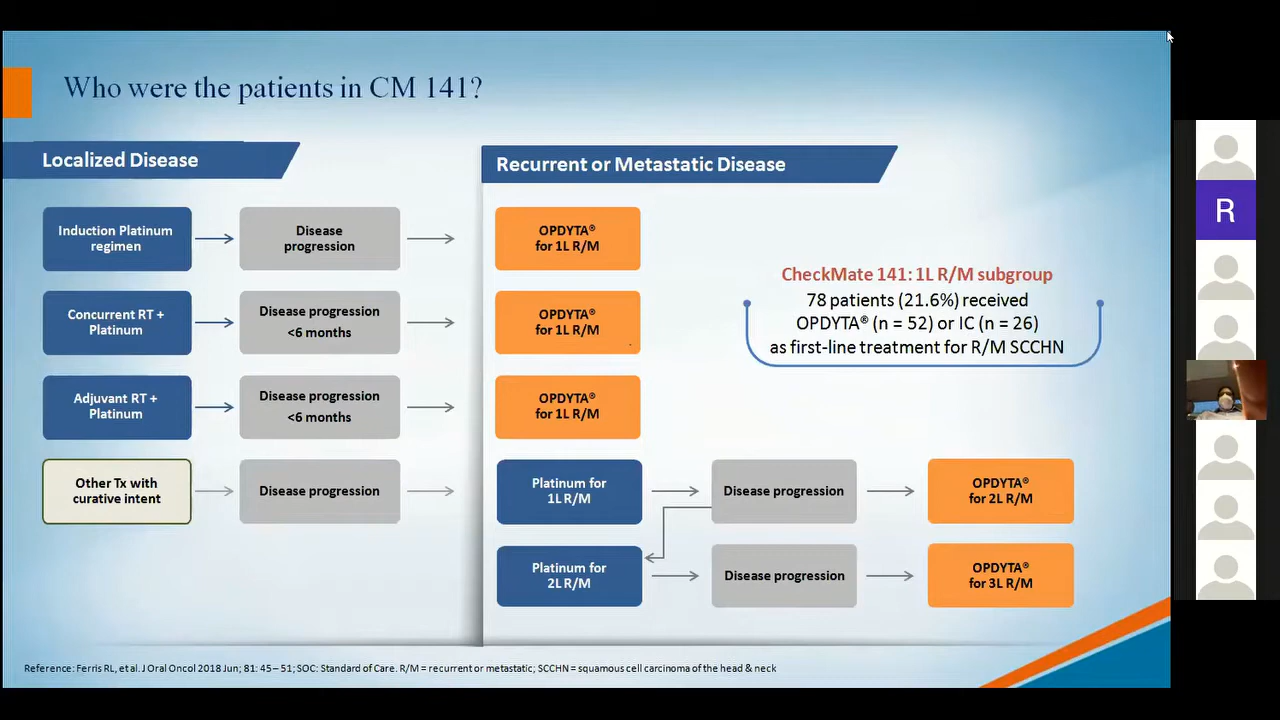 Who were the patients in CM 141?
Localized Disease
Recurrent or Metastatic Disease
Induction Platinum
regimen
Disease
progression
OPDYTA®
for 1L R/M
Concurrent RT +
Platinum
Disease progression
<6 months
OPDYTA®
for 1L R/M
Adjuvant RT +
Platinum
Disease progression
<6 months
OPDYTA®
for 1L R/M
Other Tx with
curative intent
Disease progression
Platinum for
1L R/M
Disease progression
OPDYTA®
for 2L R/M
Platinum for
2L R/M
Disease progression
OPDYTA®
for 3L R/M
CheckMate 141: 1L R/M subgroup
78 patients (21.6%) received
OPDYTA® (n = 52) or IC (n = 26)
as first-line treatment for R/M SCCHN
Reference: Ferris RL, et al. J Oral Oncol 2018 Jun; 81: 45 – 51; SOC: Standard of Care. R/M = recurrent or metastatic; SCCHN = squamous cell carcinoma of the head & neck
R